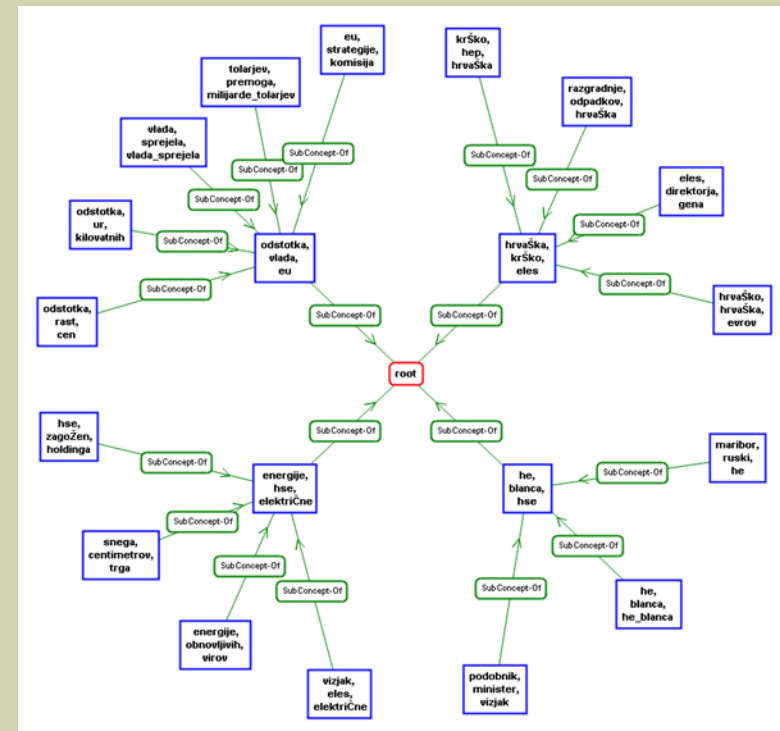 eu,
strategije,
komisija
tolarjev,
premoga,
milijarde_tolarjev
vlada,
sprejela,
vlada_sprejela
odstotka,
ur,
kilovatnih
odstotka,
rast,
cen
SubConcept-Of
SubConcept-Of
SubConcept-Of
SubConcept-Of
SubConcept-Of
odstotka,
vlada,
eu
SubConcept-Of
krŠko,
hep,
hrvaŠka
razgradnje,
odpadkov,
hrvaŠka
eles,
direktorja,
gena
hrvaŠko,
hrvaŠka,
evrov
SubConcept-Of
SubConcept-Of
SubConcept-Of
SubConcept-Of
hrvaŠka,
krŠko,
eles
SubConcept-Of
root
hse,
zagoŽen,
holdinga
snega,
centimetrov,
trga
energije,
obnovljivih,
virov
vizjak,
eles,
elektriČne
SubConcept-Of
SubConcept-Of
SubConcept-Of
SubConcept-Of
energije,
hse,
elektriČne
SubConcept-Of
SubConcept-Of
he,
blanca,
hse
SubConcept-Of
SubConcept-Of
SubConcept-Of
maribor,
ruski,
he
he,
blanca,
he_blanca
podobnik,
minister,
vizjak